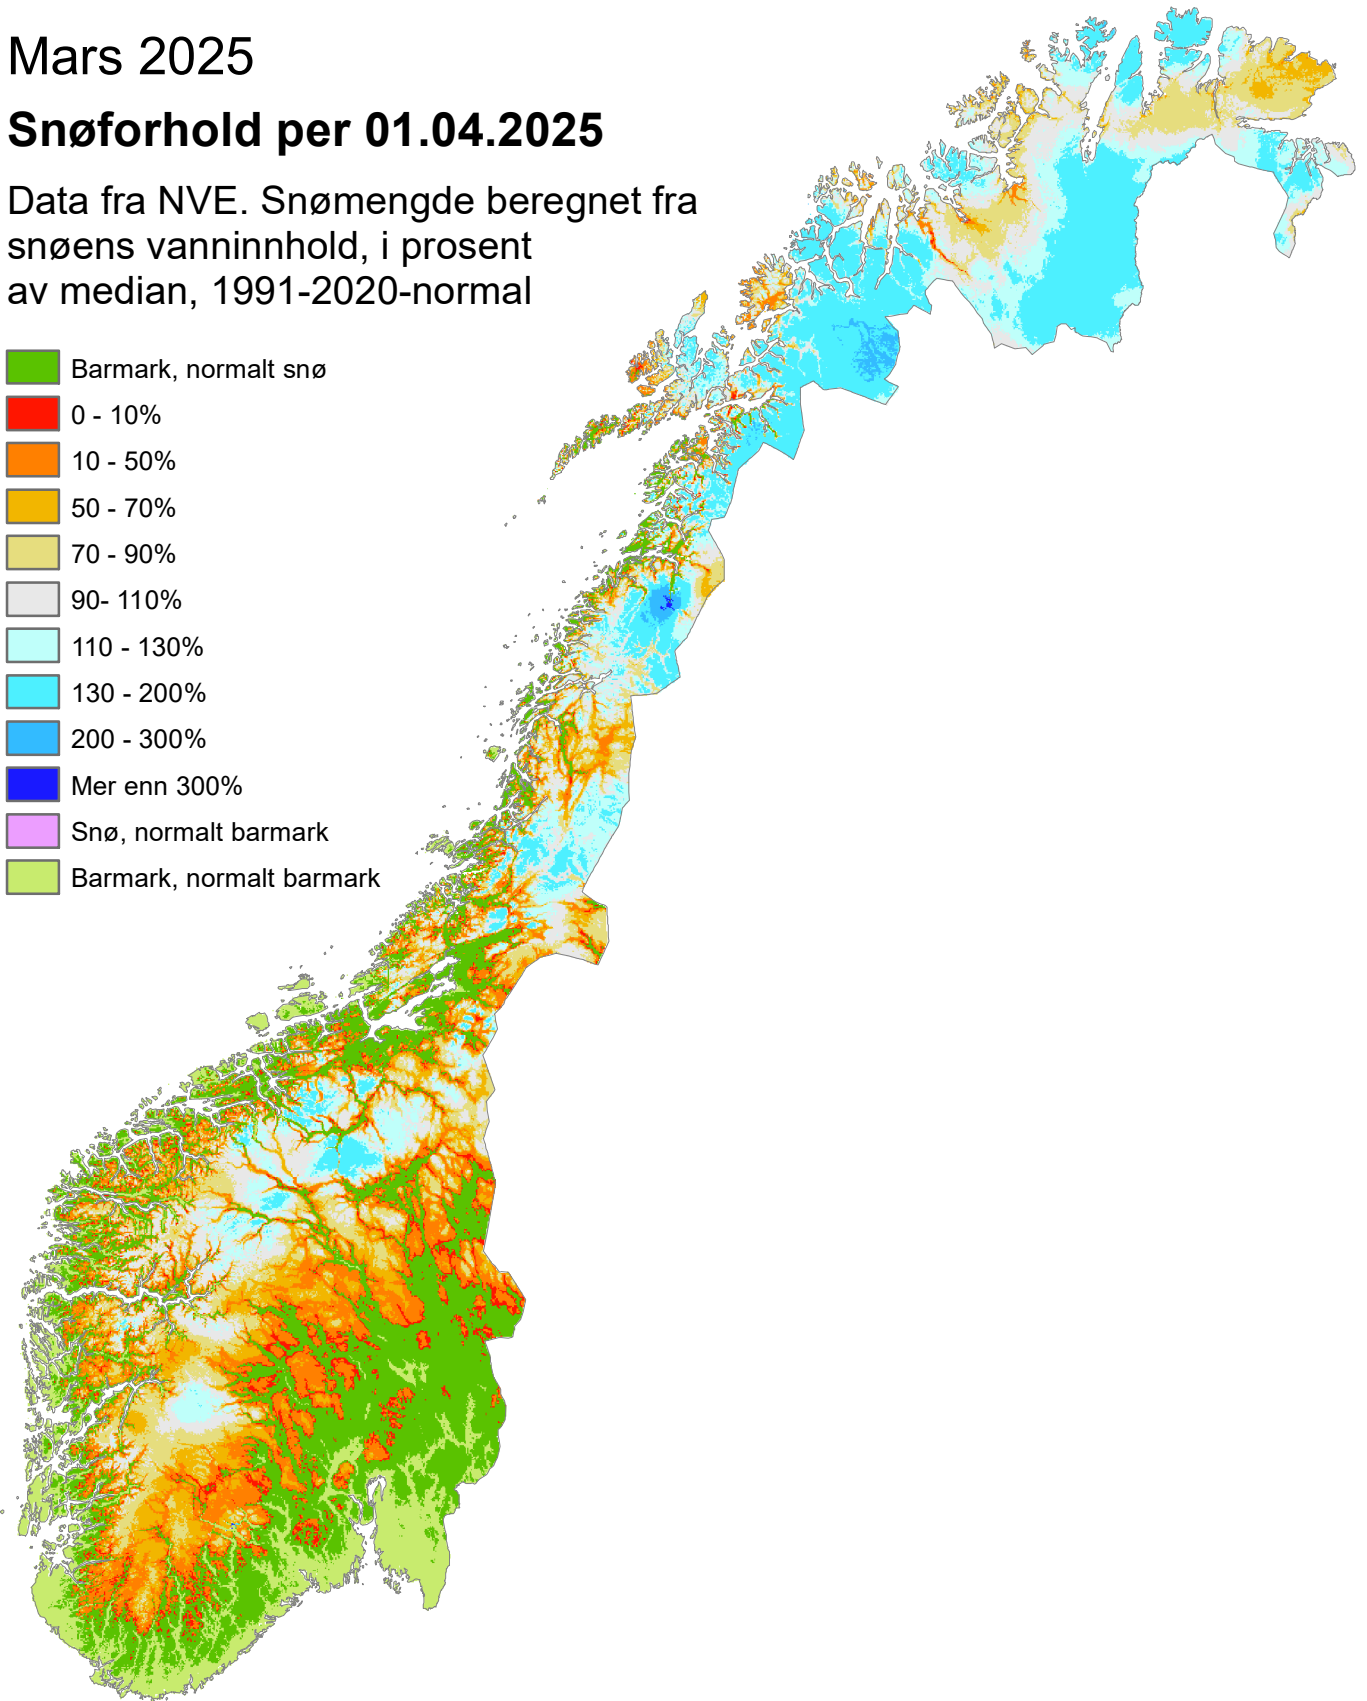 Mars 2025
Snøforhold per 01.04.2025
Data fra NVE. Snømengde beregnet fra
snøens vanninnhold, i prosent
av median, 1991-2020-normal
Barmark, normalt snø
0 - 10%
10 - 50%
50 - 70%
70 - 90%
90- 110%
110 - 130%
130 - 200%
200 - 300%
Mer enn 300%
Snø, normalt barmark
Barmark, normalt barmark